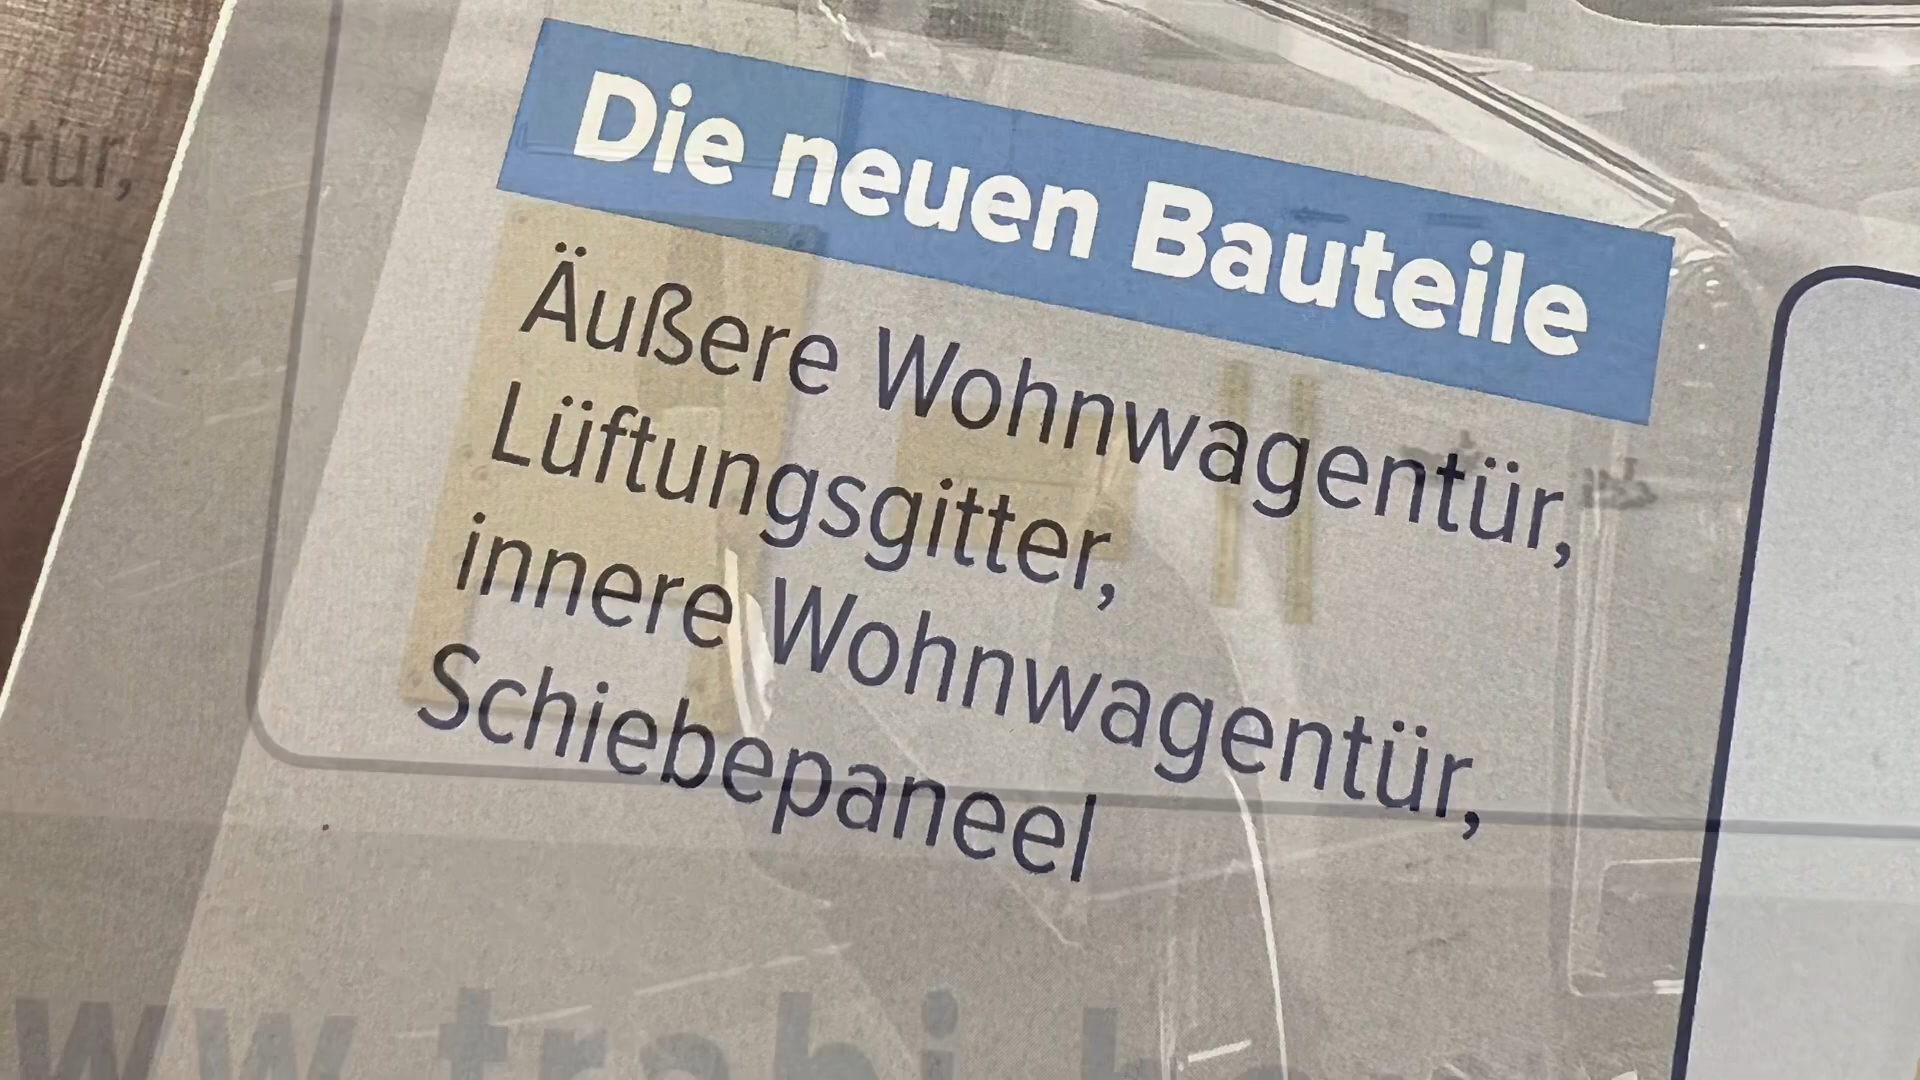 Die neuen Bauteile
Äußere Wohnwagentür,
Lüftungsgitter,
innere Wohnwagentür,
Schiebepaneel